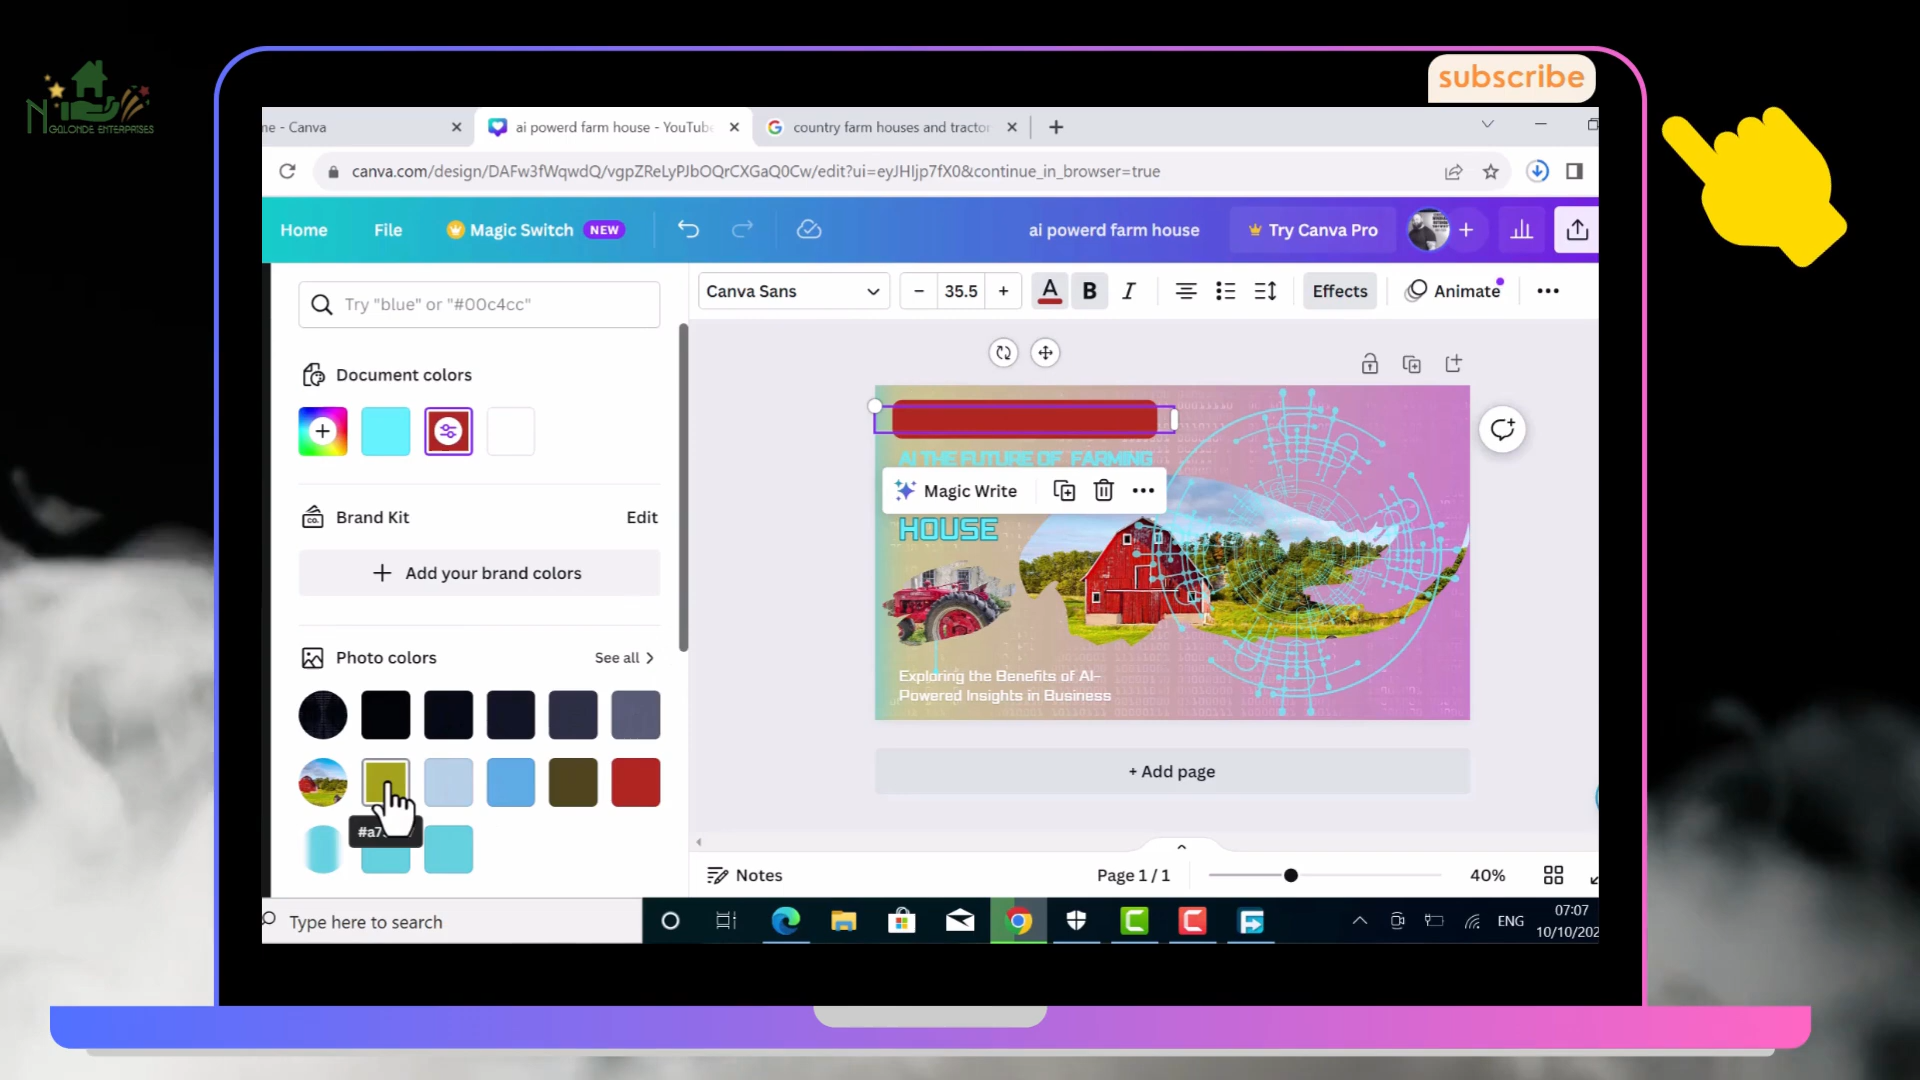 subscribe
N GALONDE ENTERPRISES
ne - Canva
ai powerd farm house - YouTube
country farm houses and tractor
canva.com/design/DAFw3fWqwdQ/vgpZReLyPJbOQrCXGaQ0Cw/edit?ui=eyJHIjp7fX0&continue_in_browser=true
Home File Magic Switch NEW ai powerd farm house Try Canva Pro
Try "blue" or "#00c4cc"
Canva Sans 35.5 A B I Effects Animate
Document colors
Brand Kit Edit
Add your brand colors
Photo colors See all
#a7
AI THE FUTURE OF FARMING
Magic Write
HOUSE
Exploring the Benefits of AI-
Powered Insights in Business
+ Add page
Notes Page 1 / 1 40%
Type here to search
ENG
07:07
10/10/202